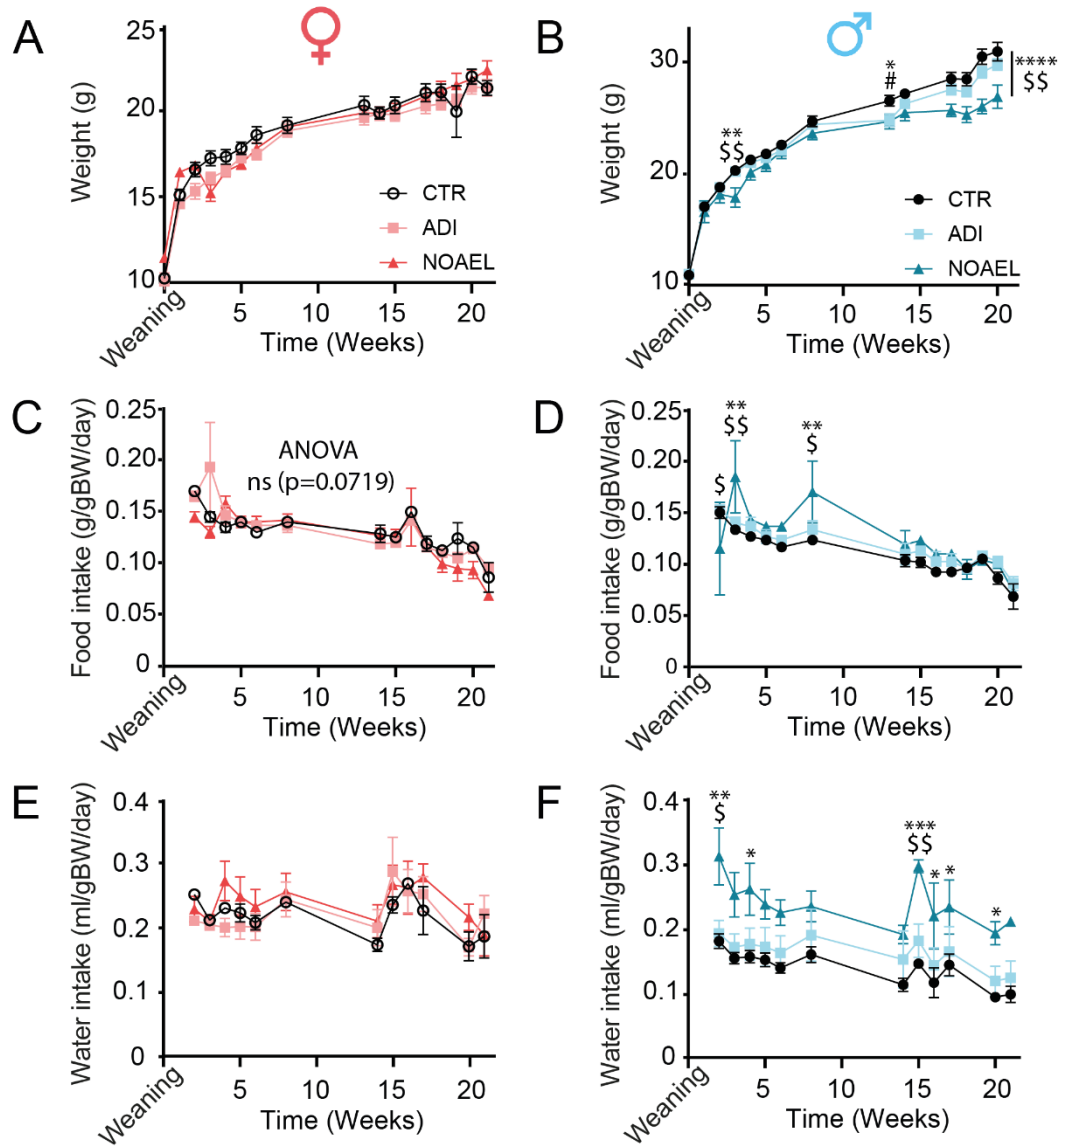 A
Weight (g)
25
20
15
10
CTR
ADI
NOAEL
Weaning
5
10
15
20
Time (Weeks)
B
Weight (g)
30
20
10
**
$$
*
#
****
$$
CTR
ADI
NOAEL
Weaning
5
10
15
20
Time (Weeks)
C
Food intake (g/gBW/day)
0.25
0.20
0.15
0.10
0.05
0
ANOVA
ns (p=0.0719)
Weaning
5
10
15
20
Time (Weeks)
D
Food intake (g/gBW/day)
0.25
0.20
0.15
0.10
0.05
0
$
**
$$
**
$
Weaning
5
10
15
20
Time (Weeks)
E
Water intake (ml/gBW/day)
0.4
0.3
0.2
0.1
0
Weaning
5
10
15
20
Time (Weeks)
F
Water intake (ml/gBW/day)
0.4
0.3
0.2
0.1
0
**
$
*
***
$$
*
*
*
Weaning
5
10
15
20
Time (Weeks)